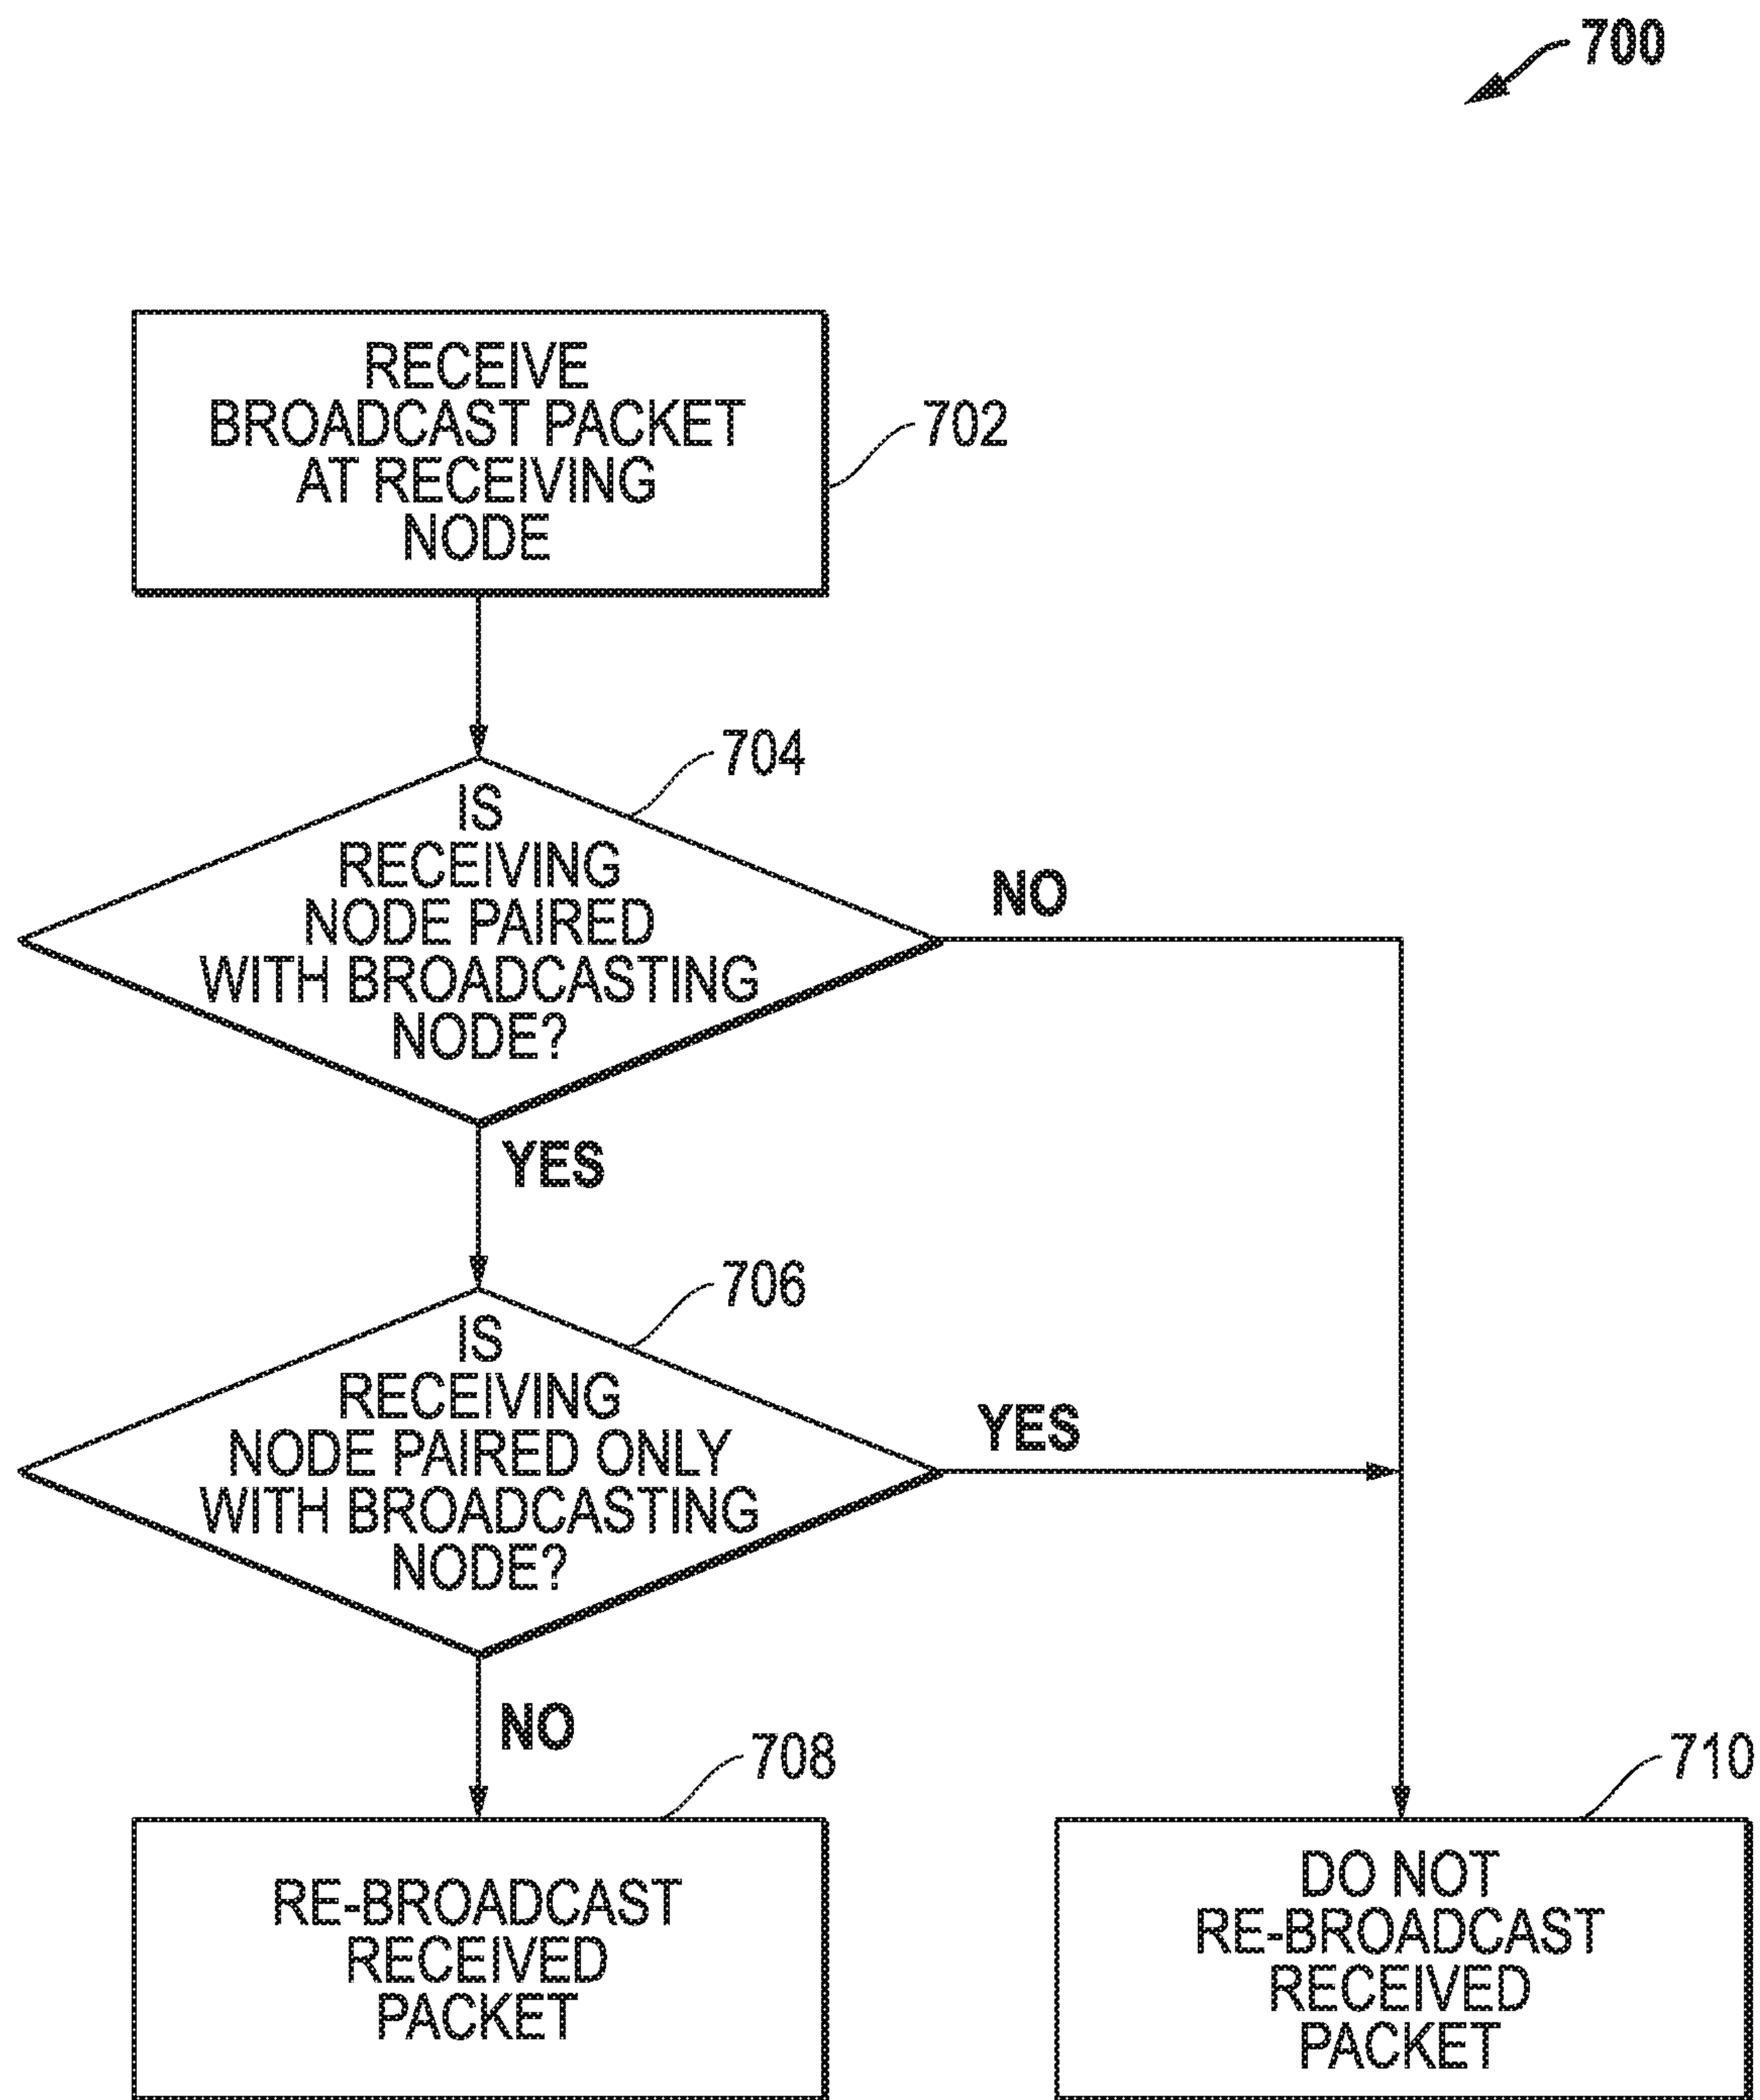 700
RECEIVE
BROADCAST PACKET
AT RECEIVING
NODE
702
704
IS
RECEIVING
NODE PAIRED
WITH BROADCASTING
NODE?
NO
YES
706
IS
RECEIVING
NODE PAIRED ONLY
WITH BROADCASTING
NODE?
YES
NO
708
RE-BROADCAST
RECEIVED
PACKET
710
DO NOT
RE-BROADCAST
RECEIVED
PACKET